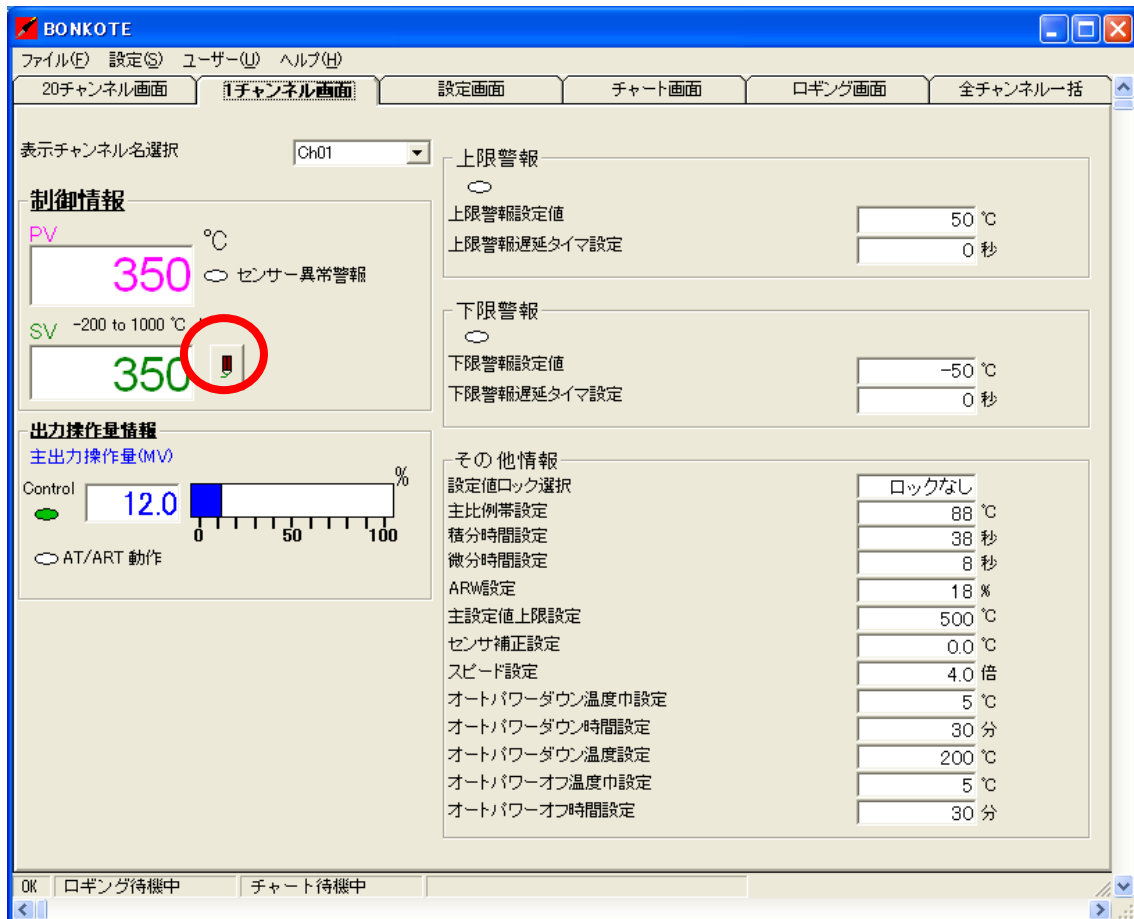 BONKOTE
ファイル(F) 設定(S) ユーザー(U) ヘルプ(H)
20チャンネル画面 1チャンネル画面 設定画面 チャート画面 ロギング画面 全チャンネル一括
表示チャンネル名選択 Ch01
制御情報
PV ℃
350 センサー異常警報
SV -200 to 1000 ℃
350
出力操作量情報
主出力操作量(MV)
Control 12.0 %
0 50 100
AT/ART 動作
上限警報
上限警報設定値 50 ℃
上限警報遅延タイマ設定 0 秒
下限警報
下限警報設定値 -50 ℃
下限警報遅延タイマ設定 0 秒
その他情報
設定値ロック選択 ロックなし
主比例帯設定 88 ℃
積分時間設定 38 秒
微分時間設定 8 秒
ARW設定 18 %
主設定値上限設定 500 ℃
センサ補正設定 0.0 ℃
スピード設定 4.0 倍
オートパワーダウン温度巾設定 5 ℃
オートパワーダウン時間設定 30 分
オートパワーダウン温度設定 200 ℃
オートパワーオフ温度巾設定 5 ℃
オートパワーオフ時間設定 30 分
OK ロギング待機中 チャート待機中